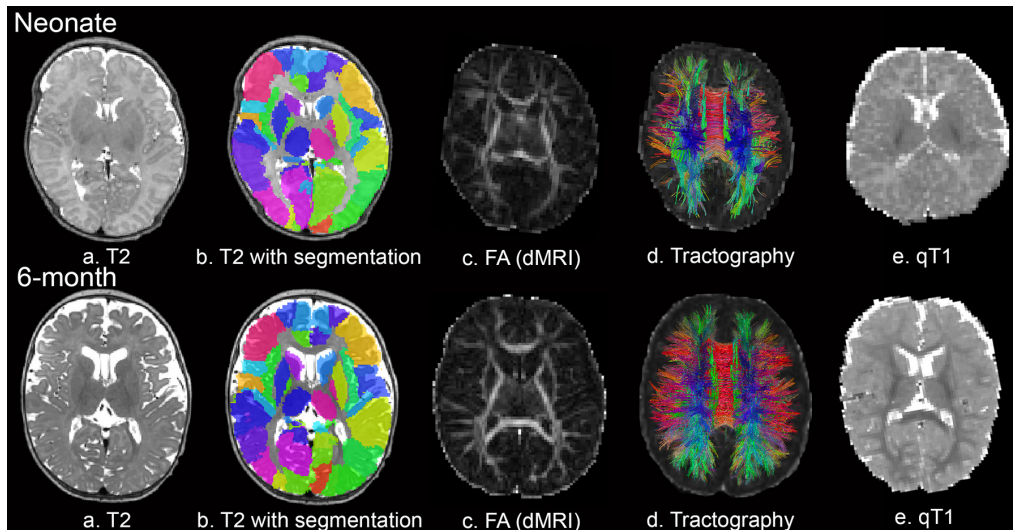 Neonate
a. T2
b. T2 with segmentation
c. FA (dMRI)
d. Tractography
e. qT1
6-month
a. T2
b. T2 with segmentation
c. FA (dMRI)
d. Tractography
e. qT1